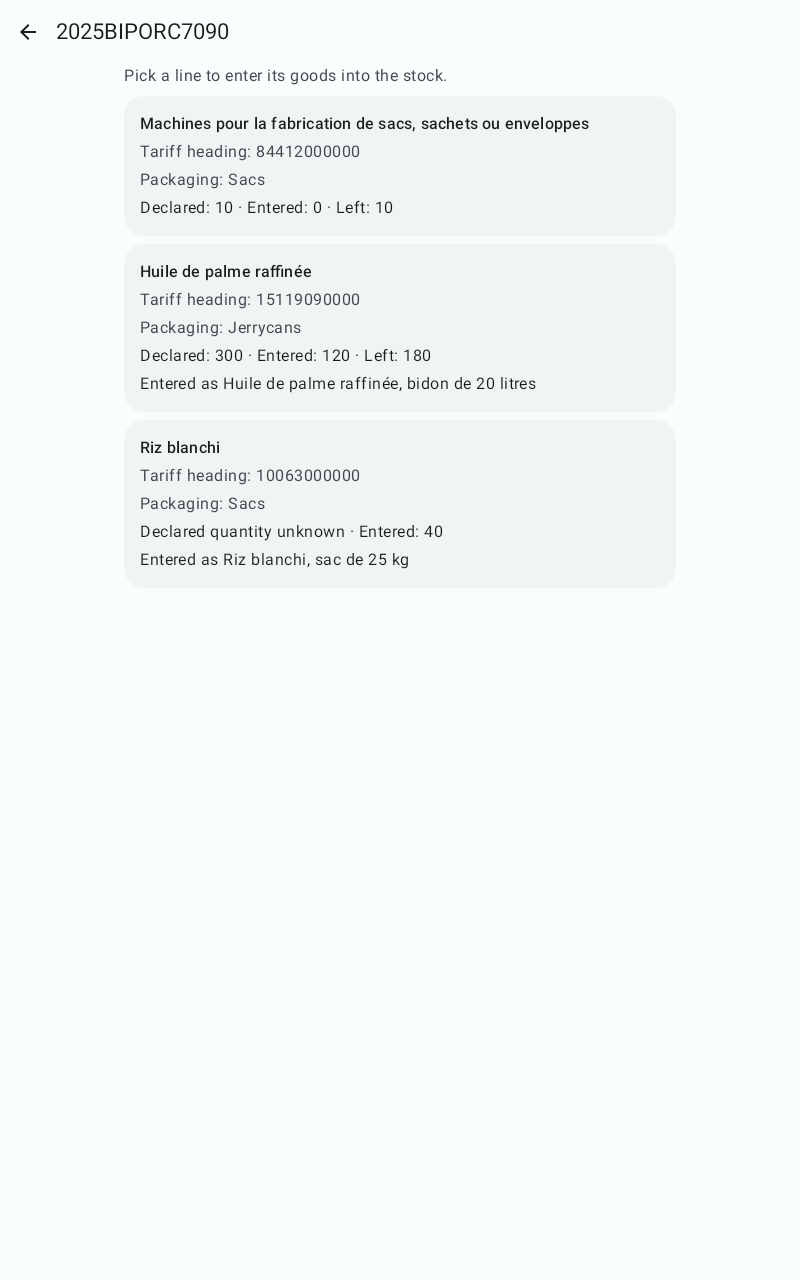 2025BIPORC7090
Pick a line to enter its goods into the stock.
Machines pour la fabrication de sacs, sachets ou enveloppes
Tariff heading: 84412000000
Packaging: Sacs
Declared: 10 · Entered: 0 · Left: 10
Huile de palme raffinée
Tariff heading: 15119090000
Packaging: Jerrycans
Declared: 300 · Entered: 120 · Left: 180
Entered as Huile de palme raffinée, bidon de 20 litres
Riz blanchi
Tariff heading: 10063000000
Packaging: Sacs
Declared quantity unknown · Entered: 40
Entered as Riz blanchi, sac de 25 kg